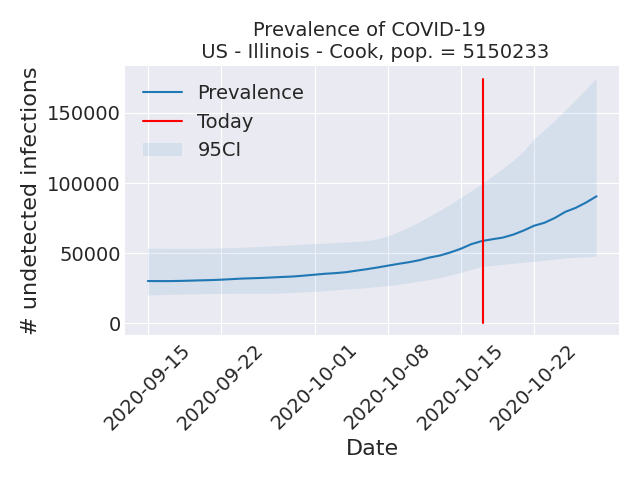 Prevalence of COVID-19
US - Illinois - Cook, pop. = 5150233
# undetected infections
150000
100000
50000
0
Prevalence
Today
95CI
2020-09-15
2020-09-22
2020-10-01
2020-10-08
2020-10-15
2020-10-22
Date